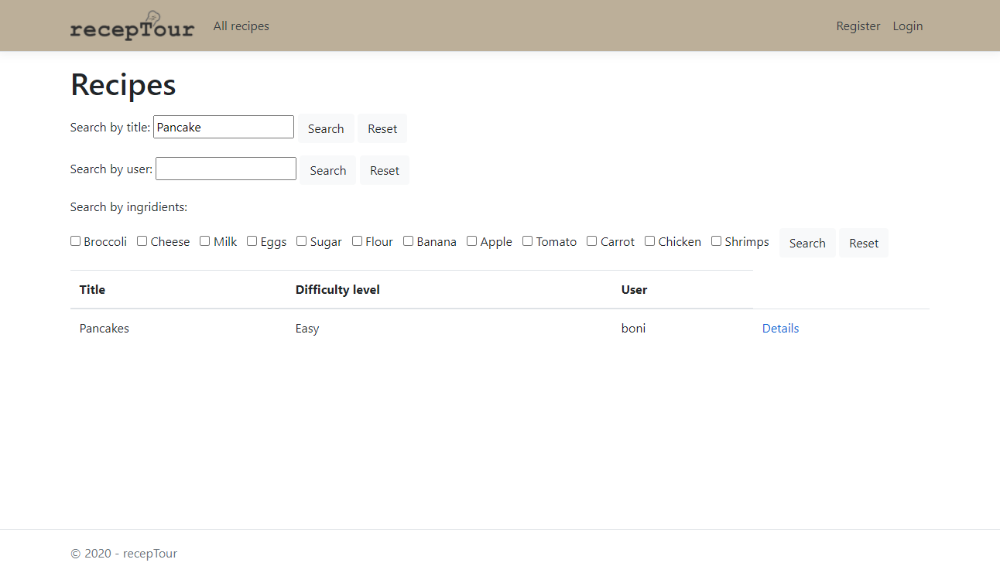 recepTour All recipes Register Login
Recipes
Search by title: Pancake Search Reset
Search by user: Search Reset
Search by ingridients:
Broccoli Cheese Milk Eggs Sugar Flour Banana Apple Tomato Carrot Chicken Shrimps Search Reset
Title Difficulty level User
Pancakes Easy boni Details
© 2020 - recepTour